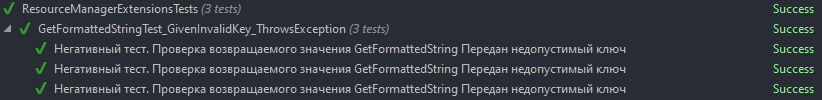 ResourceManagerExtensionsTests (3 tests) Success
GetFormattedStringTest_GivenInvalidKey_ThrowsException (3 tests) Success
Негативный тест. Проверка возвращаемого значения GetFormattedString Передан недопустимый ключ Success
Негативный тест. Проверка возвращаемого значения GetFormattedString Передан недопустимый ключ Success
Негативный тест. Проверка возвращаемого значения GetFormattedString Передан недопустимый ключ Success